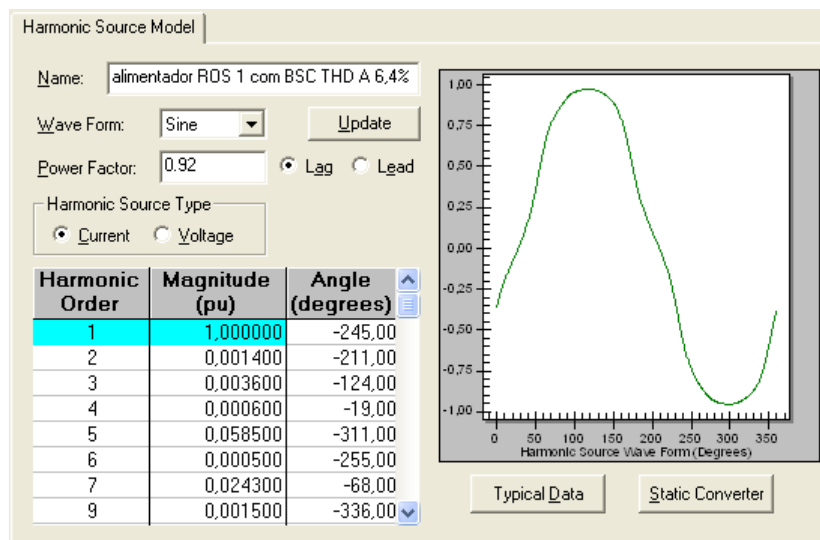 Harmonic Source Model
Name: alimentador ROS 1 com BSC THD A 6,4%
Wave Form: Sine Update
Power Factor: 0.92 Lag Lead
Harmonic Source Type
Current Voltage
Harmonic Order Magnitude (pu) Angle (degrees)
1 1,000000 -245,00
2 0,001400 -211,00
3 0,003600 -124,00
4 0,000600 -19,00
5 0,058500 -311,00
6 0,000500 -255,00
7 0,024300 -68,00
9 0,001500 -336,00
1,00
0,75
0,50
0,25
0,00
-0,25
-0,50
-0,75
-1,00
0 50 100 150 200 250 300 350
Harmonic Source Wave Form (Degrees)
Typical Data Static Converter